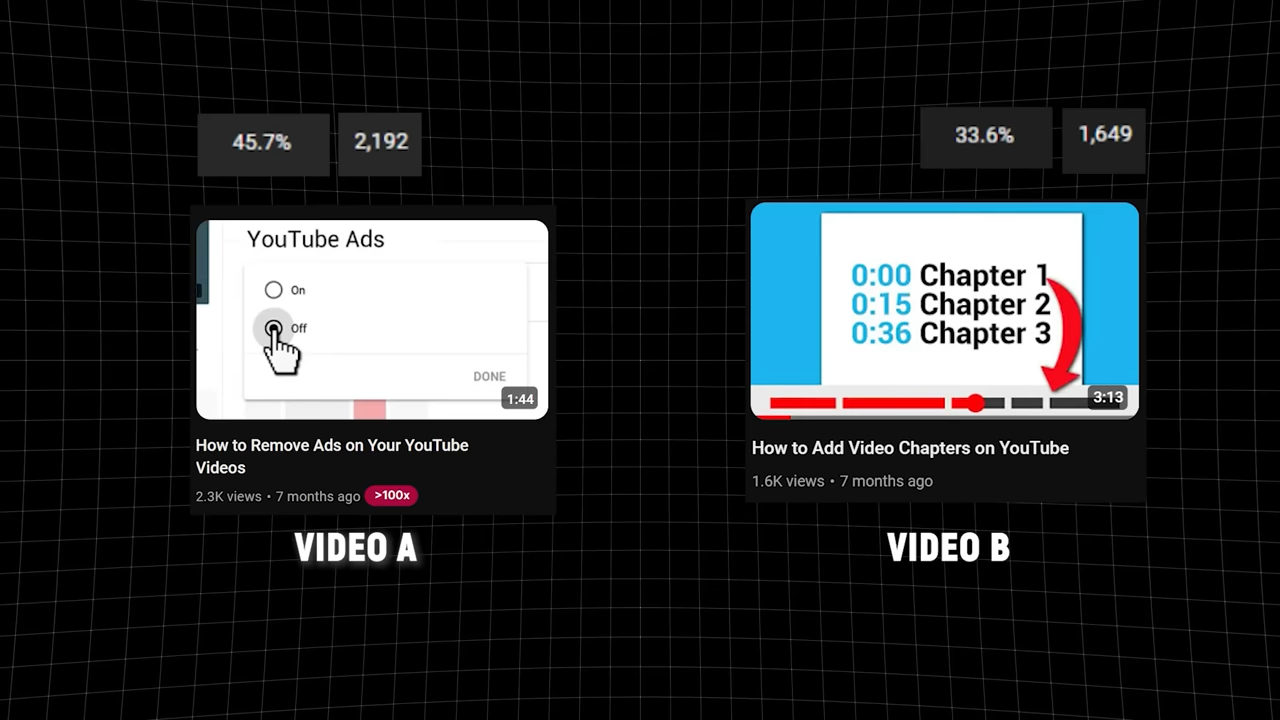 45.7%
2,192
YouTube Ads
On
Off
DONE
1:44
How to Remove Ads on Your YouTube
Videos
2.3K views • 7 months ago >100x
VIDEO A
33.6%
1,649
0:00 Chapter 1
0:15 Chapter 2
0:36 Chapter 3
3:13
How to Add Video Chapters on YouTube
1.6K views • 7 months ago
VIDEO B